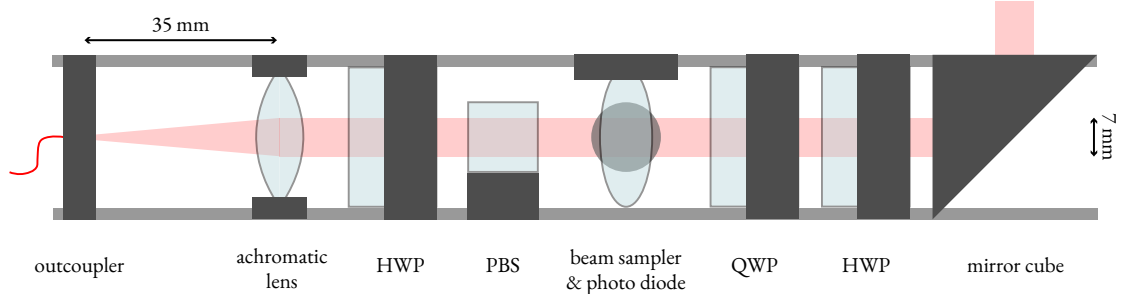 35 mm
7 mm
outcoupler
achromatic
lens
HWP
PBS
beam sampler
& photo diode
QWP
HWP
mirror cube